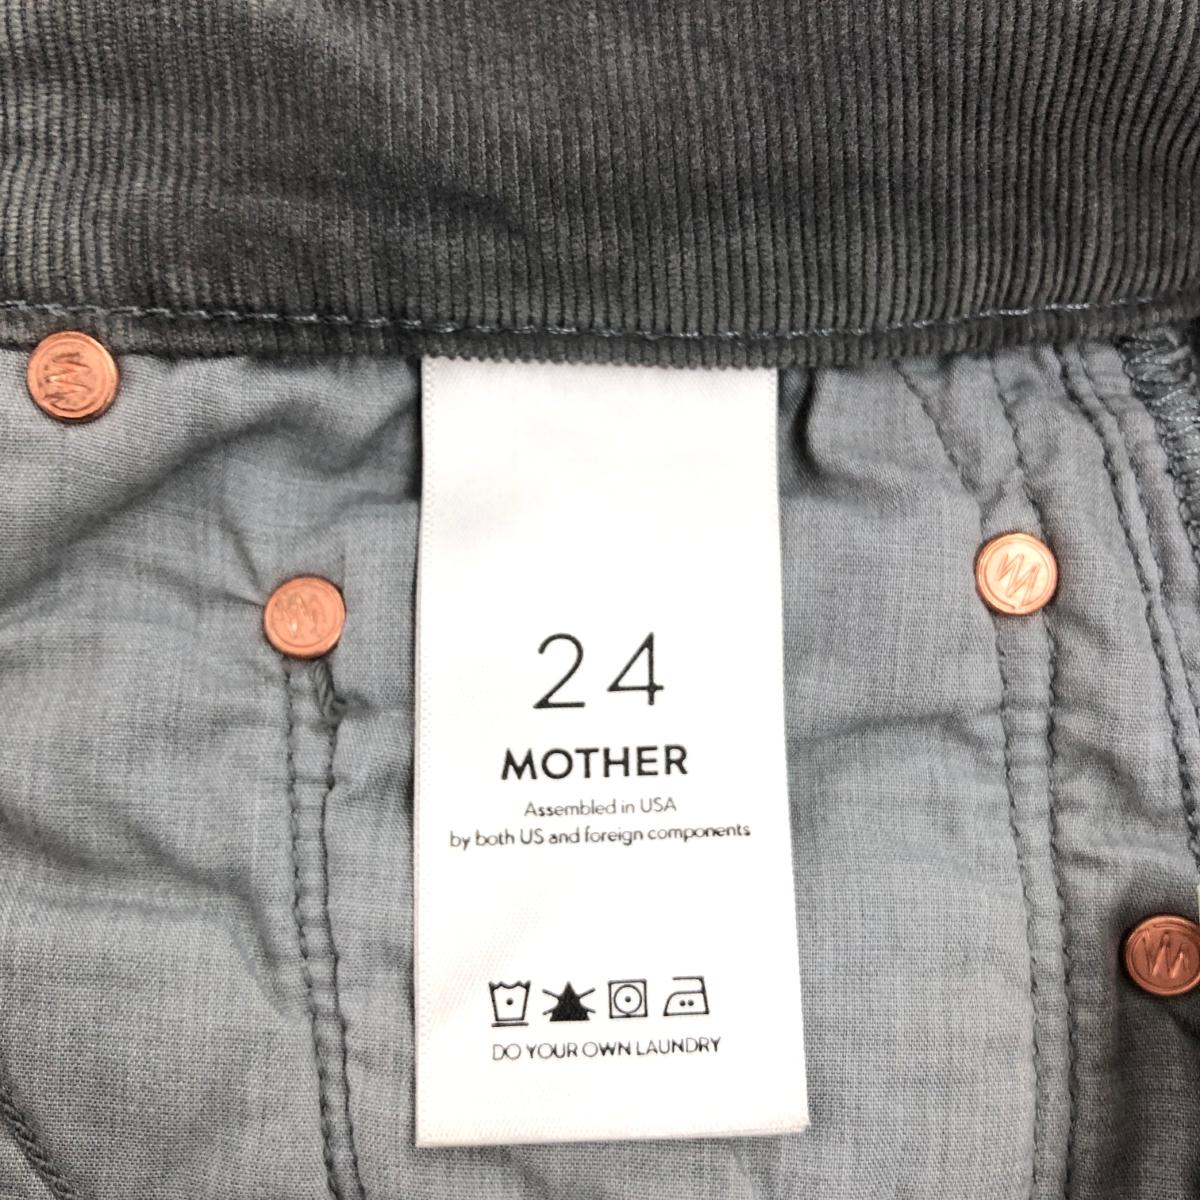 24
MOTHER
Assembled in USA
by both US and foreign components
DO YOUR OWN LAUNDRY